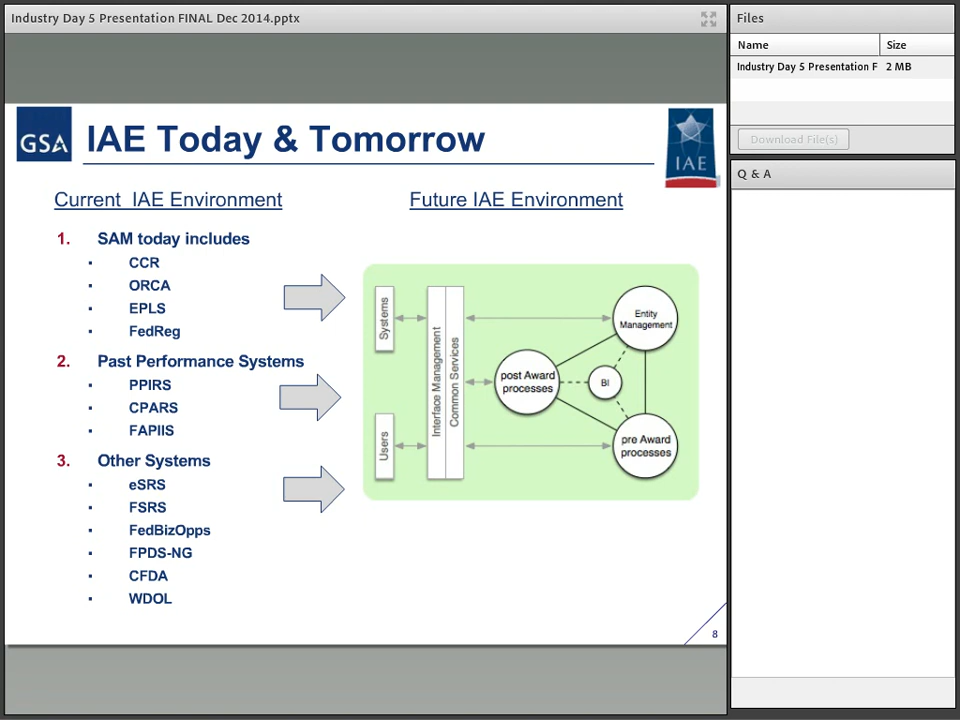 Industry Day 5 Presentation FINAL Dec 2014.pptx
GSA
IAE Today & Tomorrow
IAE
Current IAE Environment
1. SAM today includes
▪ CCR
▪ ORCA
▪ EPLS
▪ FedReg
2. Past Performance Systems
▪ PPIRS
▪ CPARS
▪ FAPIIS
3. Other Systems
▪ eSRS
▪ FSRS
▪ FedBizOpps
▪ FPDS-NG
▪ CFDA
▪ WDOL
Future IAE Environment
Systems
Users
Interface Management
Common Services
Entity
Management
post Award
processes
BI
pre Award
processes
8
Files
Name Size
Industry Day 5 Presentation F 2 MB
Download File(s)
Q & A